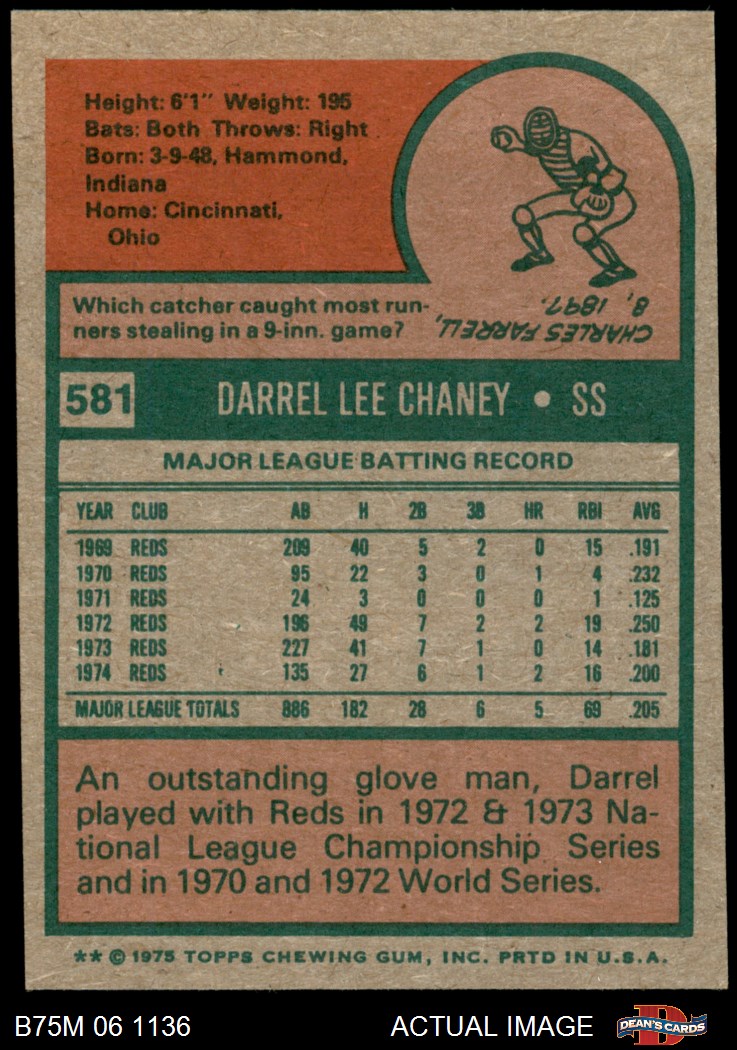 Height: 6'1" Weight: 195
Bats: Both Throws: Right
Born: 3-9-48, Hammond,
Indiana
Home: Cincinnati,
Ohio
Which catcher caught most run-
ners stealing in a 9-inn. game?
CHARLES FARRELL,
8, 1897.
581 DARREL LEE CHANEY • SS
MAJOR LEAGUE BATTING RECORD
YEAR CLUB AB H 2B 3B HR RBI AVG
1969 REDS 209 40 5 2 0 15 .191
1970 REDS 95 22 3 0 1 4 .232
1971 REDS 24 3 0 0 0 1 .125
1972 REDS 196 49 7 2 2 19 .250
1973 REDS 227 41 7 1 0 14 .181
1974 REDS 135 27 6 1 2 16 .200
MAJOR LEAGUE TOTALS 886 182 28 6 5 69 .205
An outstanding glove man, Darrel
played with Reds in 1972 & 1973 Na-
tional League Championship Series
and in 1970 and 1972 World Series.
** © 1975 TOPPS CHEWING GUM, INC. PRTD IN U.S.A.
B75M 06 1136 ACTUAL IMAGE
D
DEAN'S CARDS